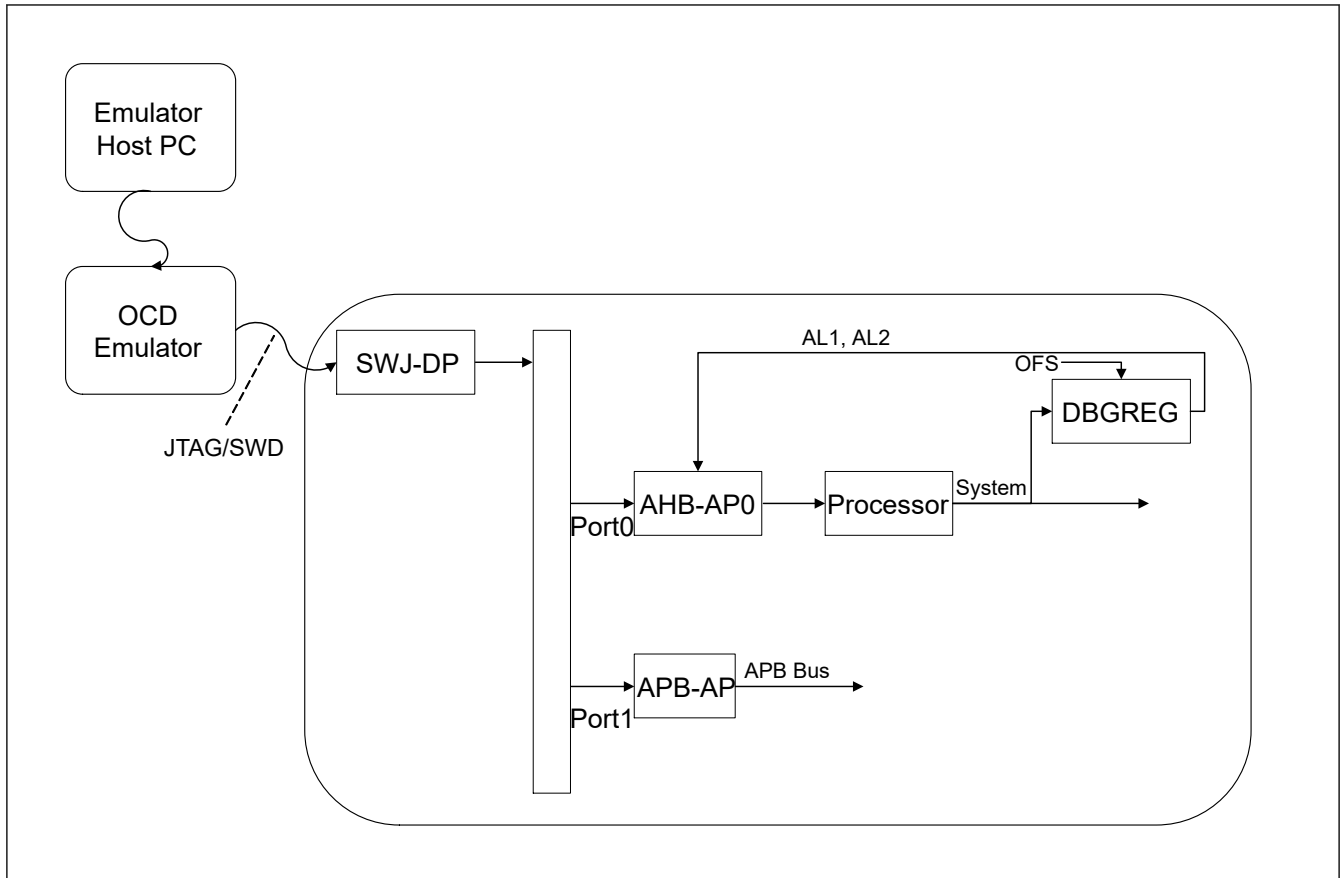 Emulator
Host PC
OCD
Emulator
JTAG/SWD
SWJ-DP
AL1, AL2
OFS
DBGREG
Port0
AHB-AP0
Processor
System
Port1
APB-AP
APB Bus